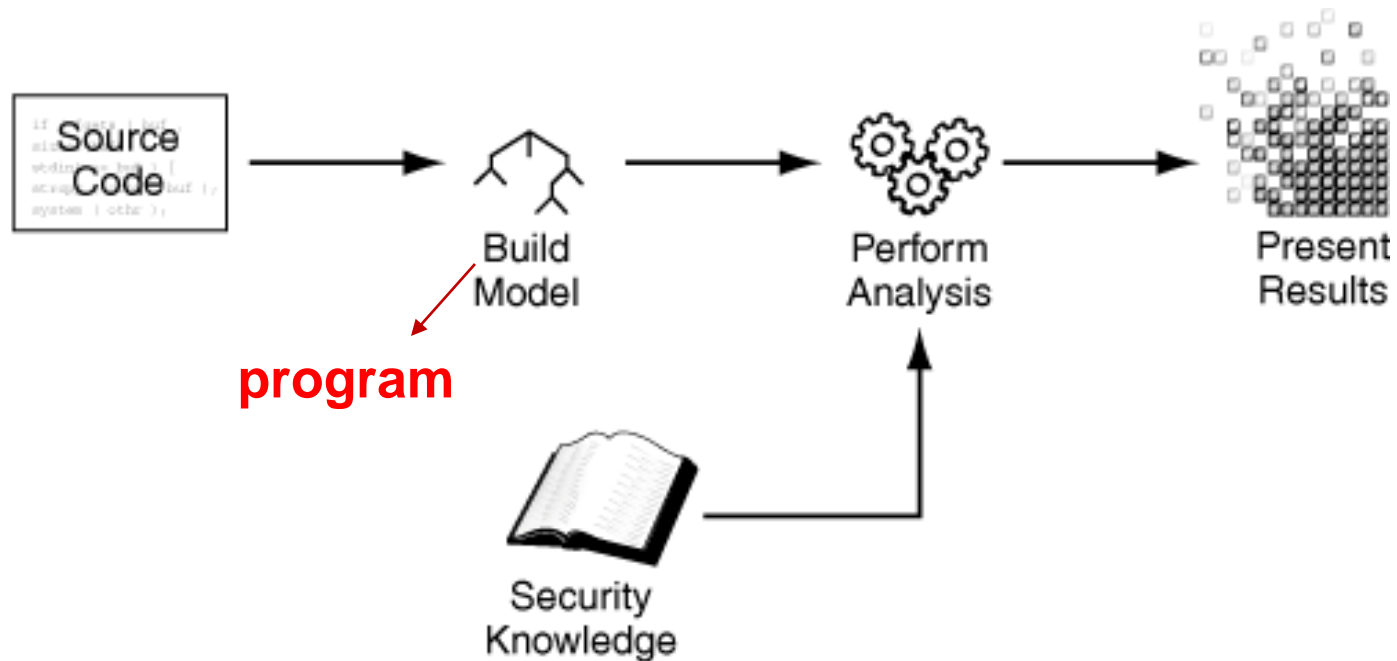 Source
Code
Build
Model
Perform
Analysis
Present
Results
program
Security
Knowledge